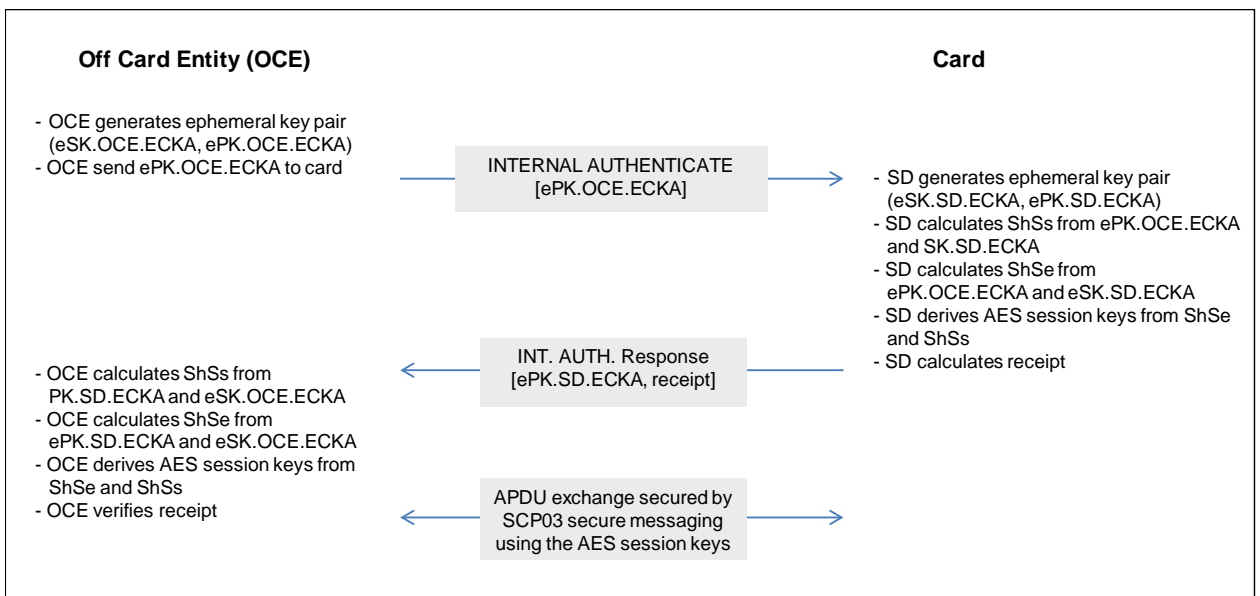 Off Card Entity (OCE)
Card
- OCE generates ephemeral key pair
(eSK.OCE.ECKA, ePK.OCE.ECKA)
- OCE send ePK.OCE.ECKA to card
INTERNAL AUTHENTICATE
[ePK.OCE.ECKA]
- SD generates ephemeral key pair
(eSK.SD.ECKA, ePK.SD.ECKA)
- SD calculates ShSs from ePK.OCE.ECKA
and SK.SD.ECKA
- SD calculates ShSe from
ePK.OCE.ECKA and eSK.SD.ECKA
- SD derives AES session keys from ShSe
and ShSs
- SD calculates receipt
INT. AUTH. Response
[ePK.SD.ECKA, receipt]
- OCE calculates ShSs from
PK.SD.ECKA and eSK.OCE.ECKA
- OCE calculates ShSe from
ePK.SD.ECKA and eSK.OCE.ECKA
- OCE derives AES session keys from
ShSe and ShSs
- OCE verifies receipt
APDU exchange secured by
SCP03 secure messaging
using the AES session keys